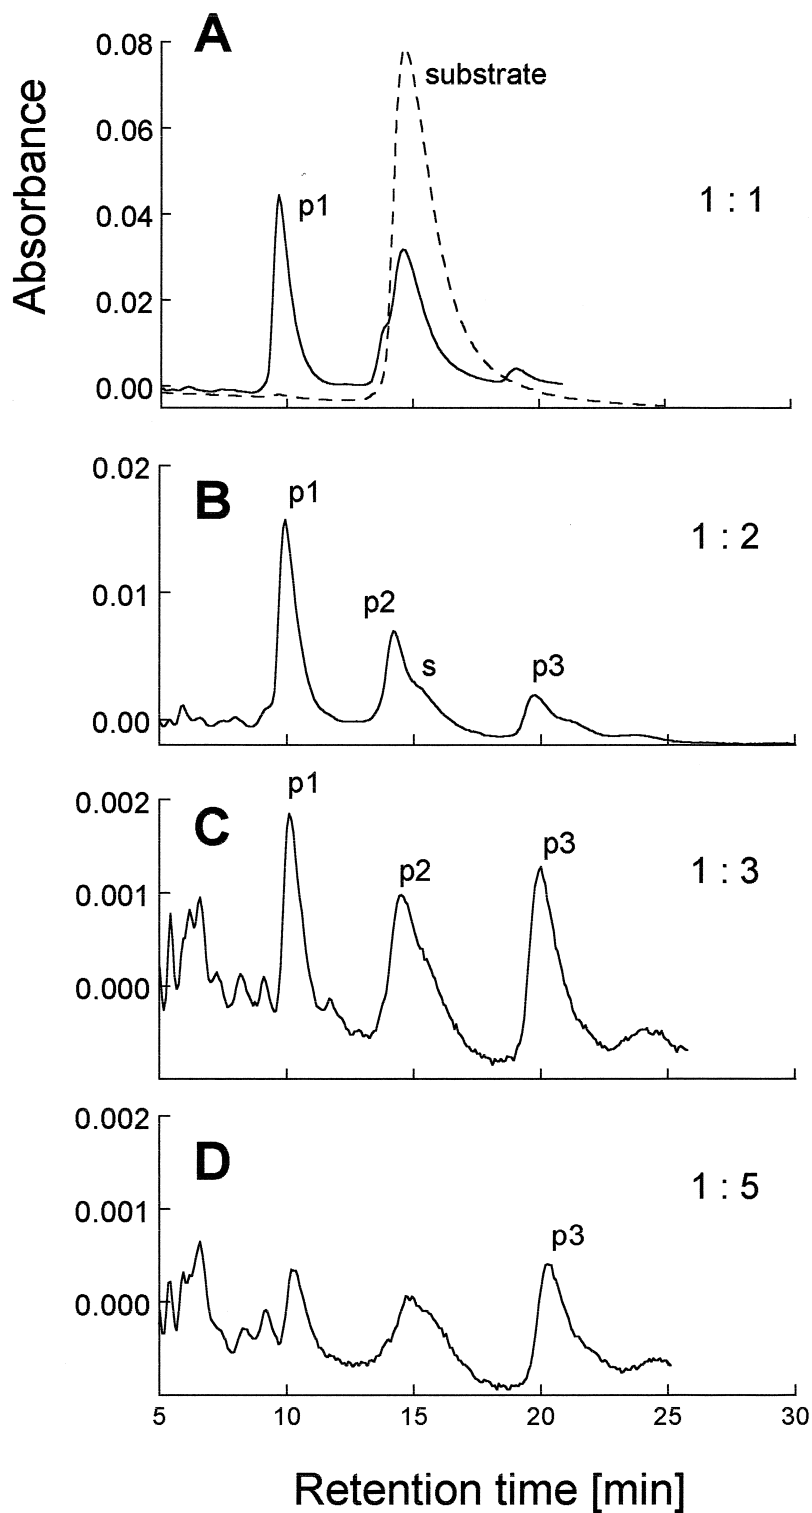 A
0.08
substrate
0.06
1 : 1
p1
0.04
0.02
0.00
Absorbance
0.02
B
p1
1 : 2
0.01
p2
s
p3
0.00
p1
0.002
C
p3
p2
1 : 3
0.001
0.000
0.002
D
1 : 5
0.001
p3
0.000
5 10 15 20 25 30
Retention time [min]